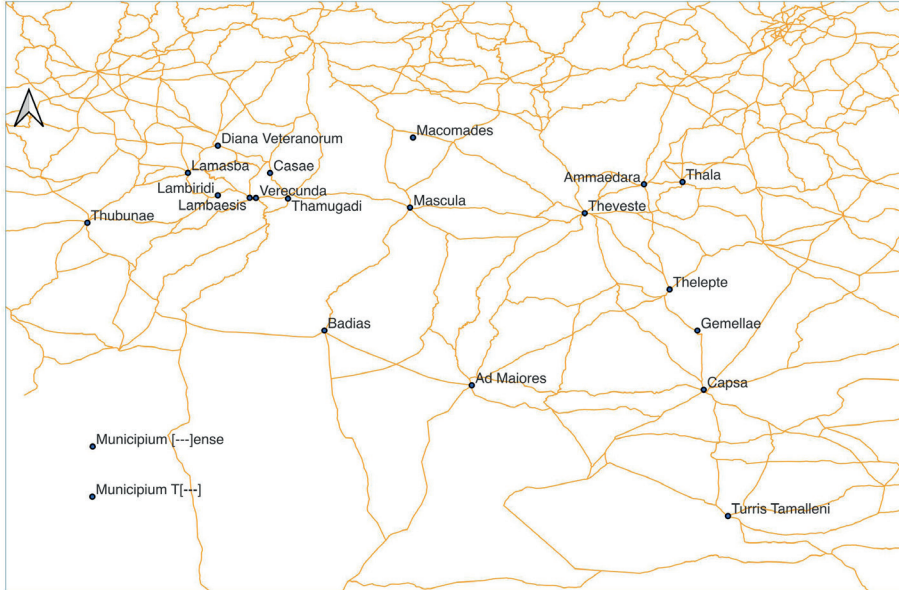 Diana Veteranorum
Macomades
Lamasba
Casae
Ammaedara
Thala
Lambiridi
Verecunda
Lambaesis
Thamugadi
Mascula
Theveste
Thubunae
Thelepte
Badias
Gemellae
Ad Maiores
Capsa
Municipium [---]ense
Municipium T[---]
Turris Tamalleni